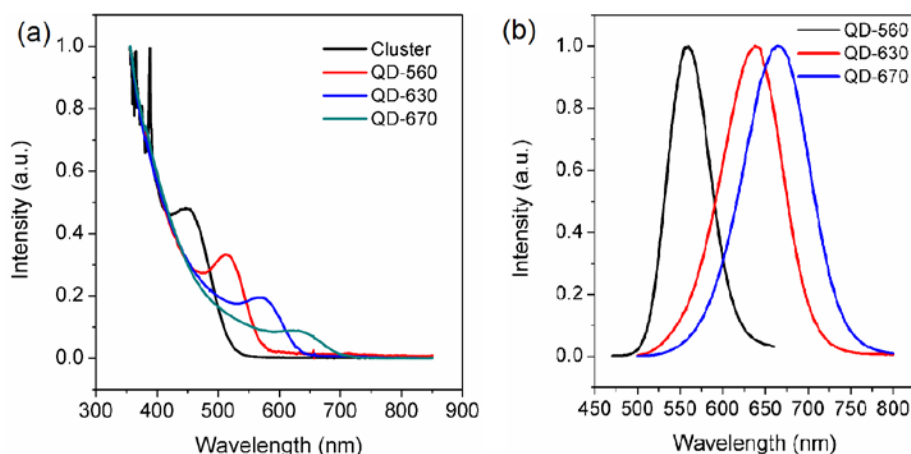 (a)
Intensity (a.u.)
1.0
0.8
0.6
0.4
0.2
0.0
Cluster
QD-560
QD-630
QD-670
300 400 500 600 700 800 900
Wavelength (nm)
(b)
Intensity (a.u.)
1.0
0.8
0.6
0.4
0.2
0.0
QD-560
QD-630
QD-670
450 500 550 600 650 700 750 800
Wavelength (nm)